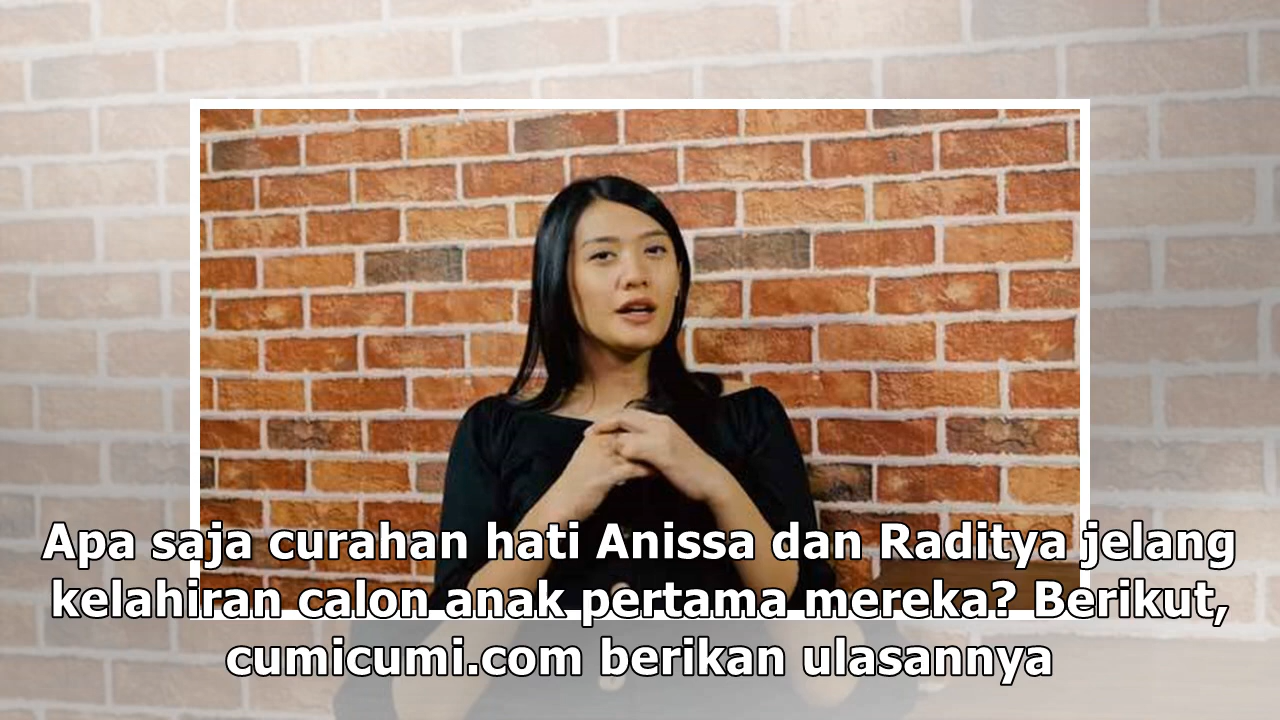 Apa saja curahan hati Anissa dan Raditya jelang
kelahiran calon anak pertama mereka? Berikut,
cumicumi.com berikan ulasannya